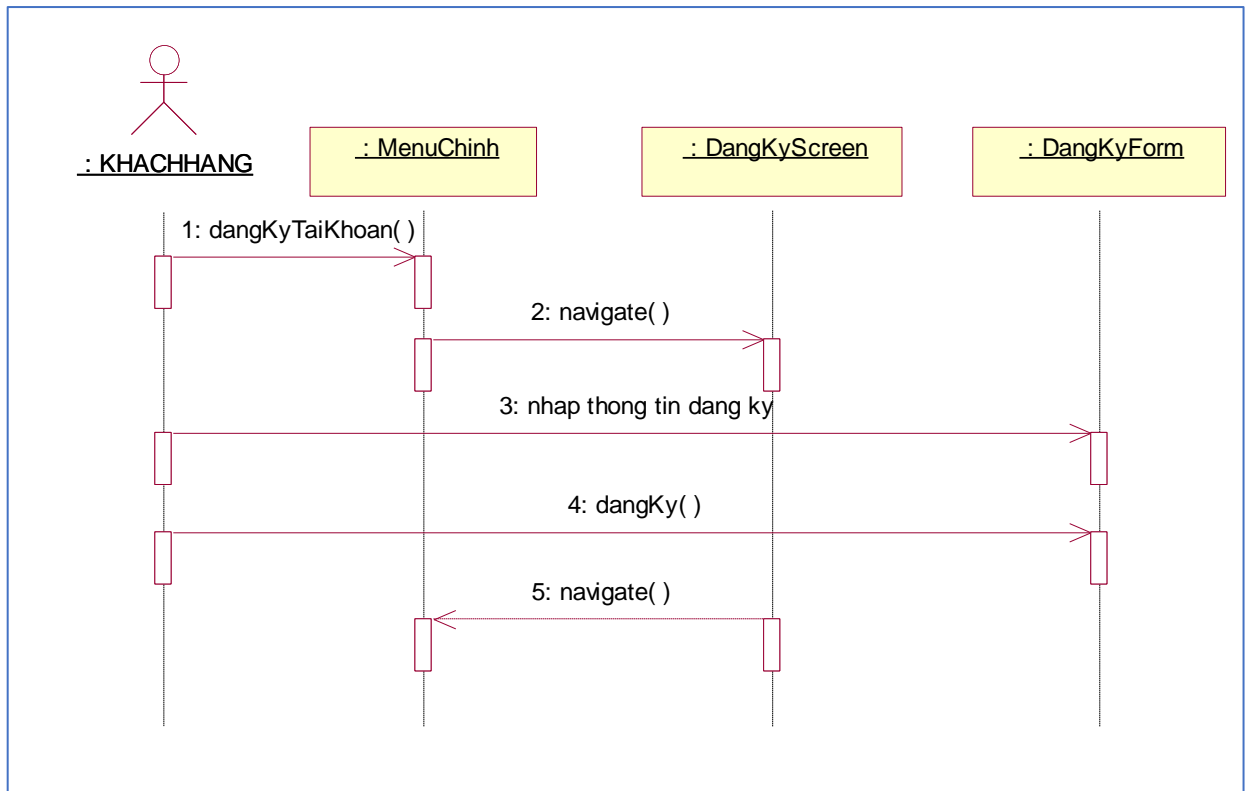 : KHACHHANG
: MenuChinh
: DangKyScreen
: DangKyForm
1: dangKyTaiKhoan( )
2: navigate( )
3: nhap thong tin dang ky
4: dangKy( )
5: navigate( )